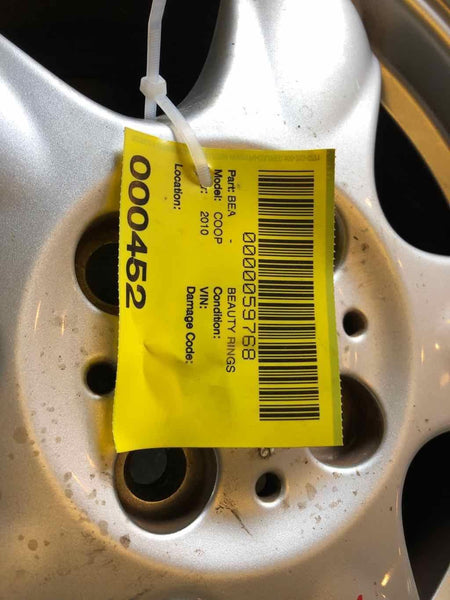 0000059768
Part: BEA - BEAUTY RINGS
Model: COOP Condition:
: 2010 VIN:
Damage Code:
Location:
000452